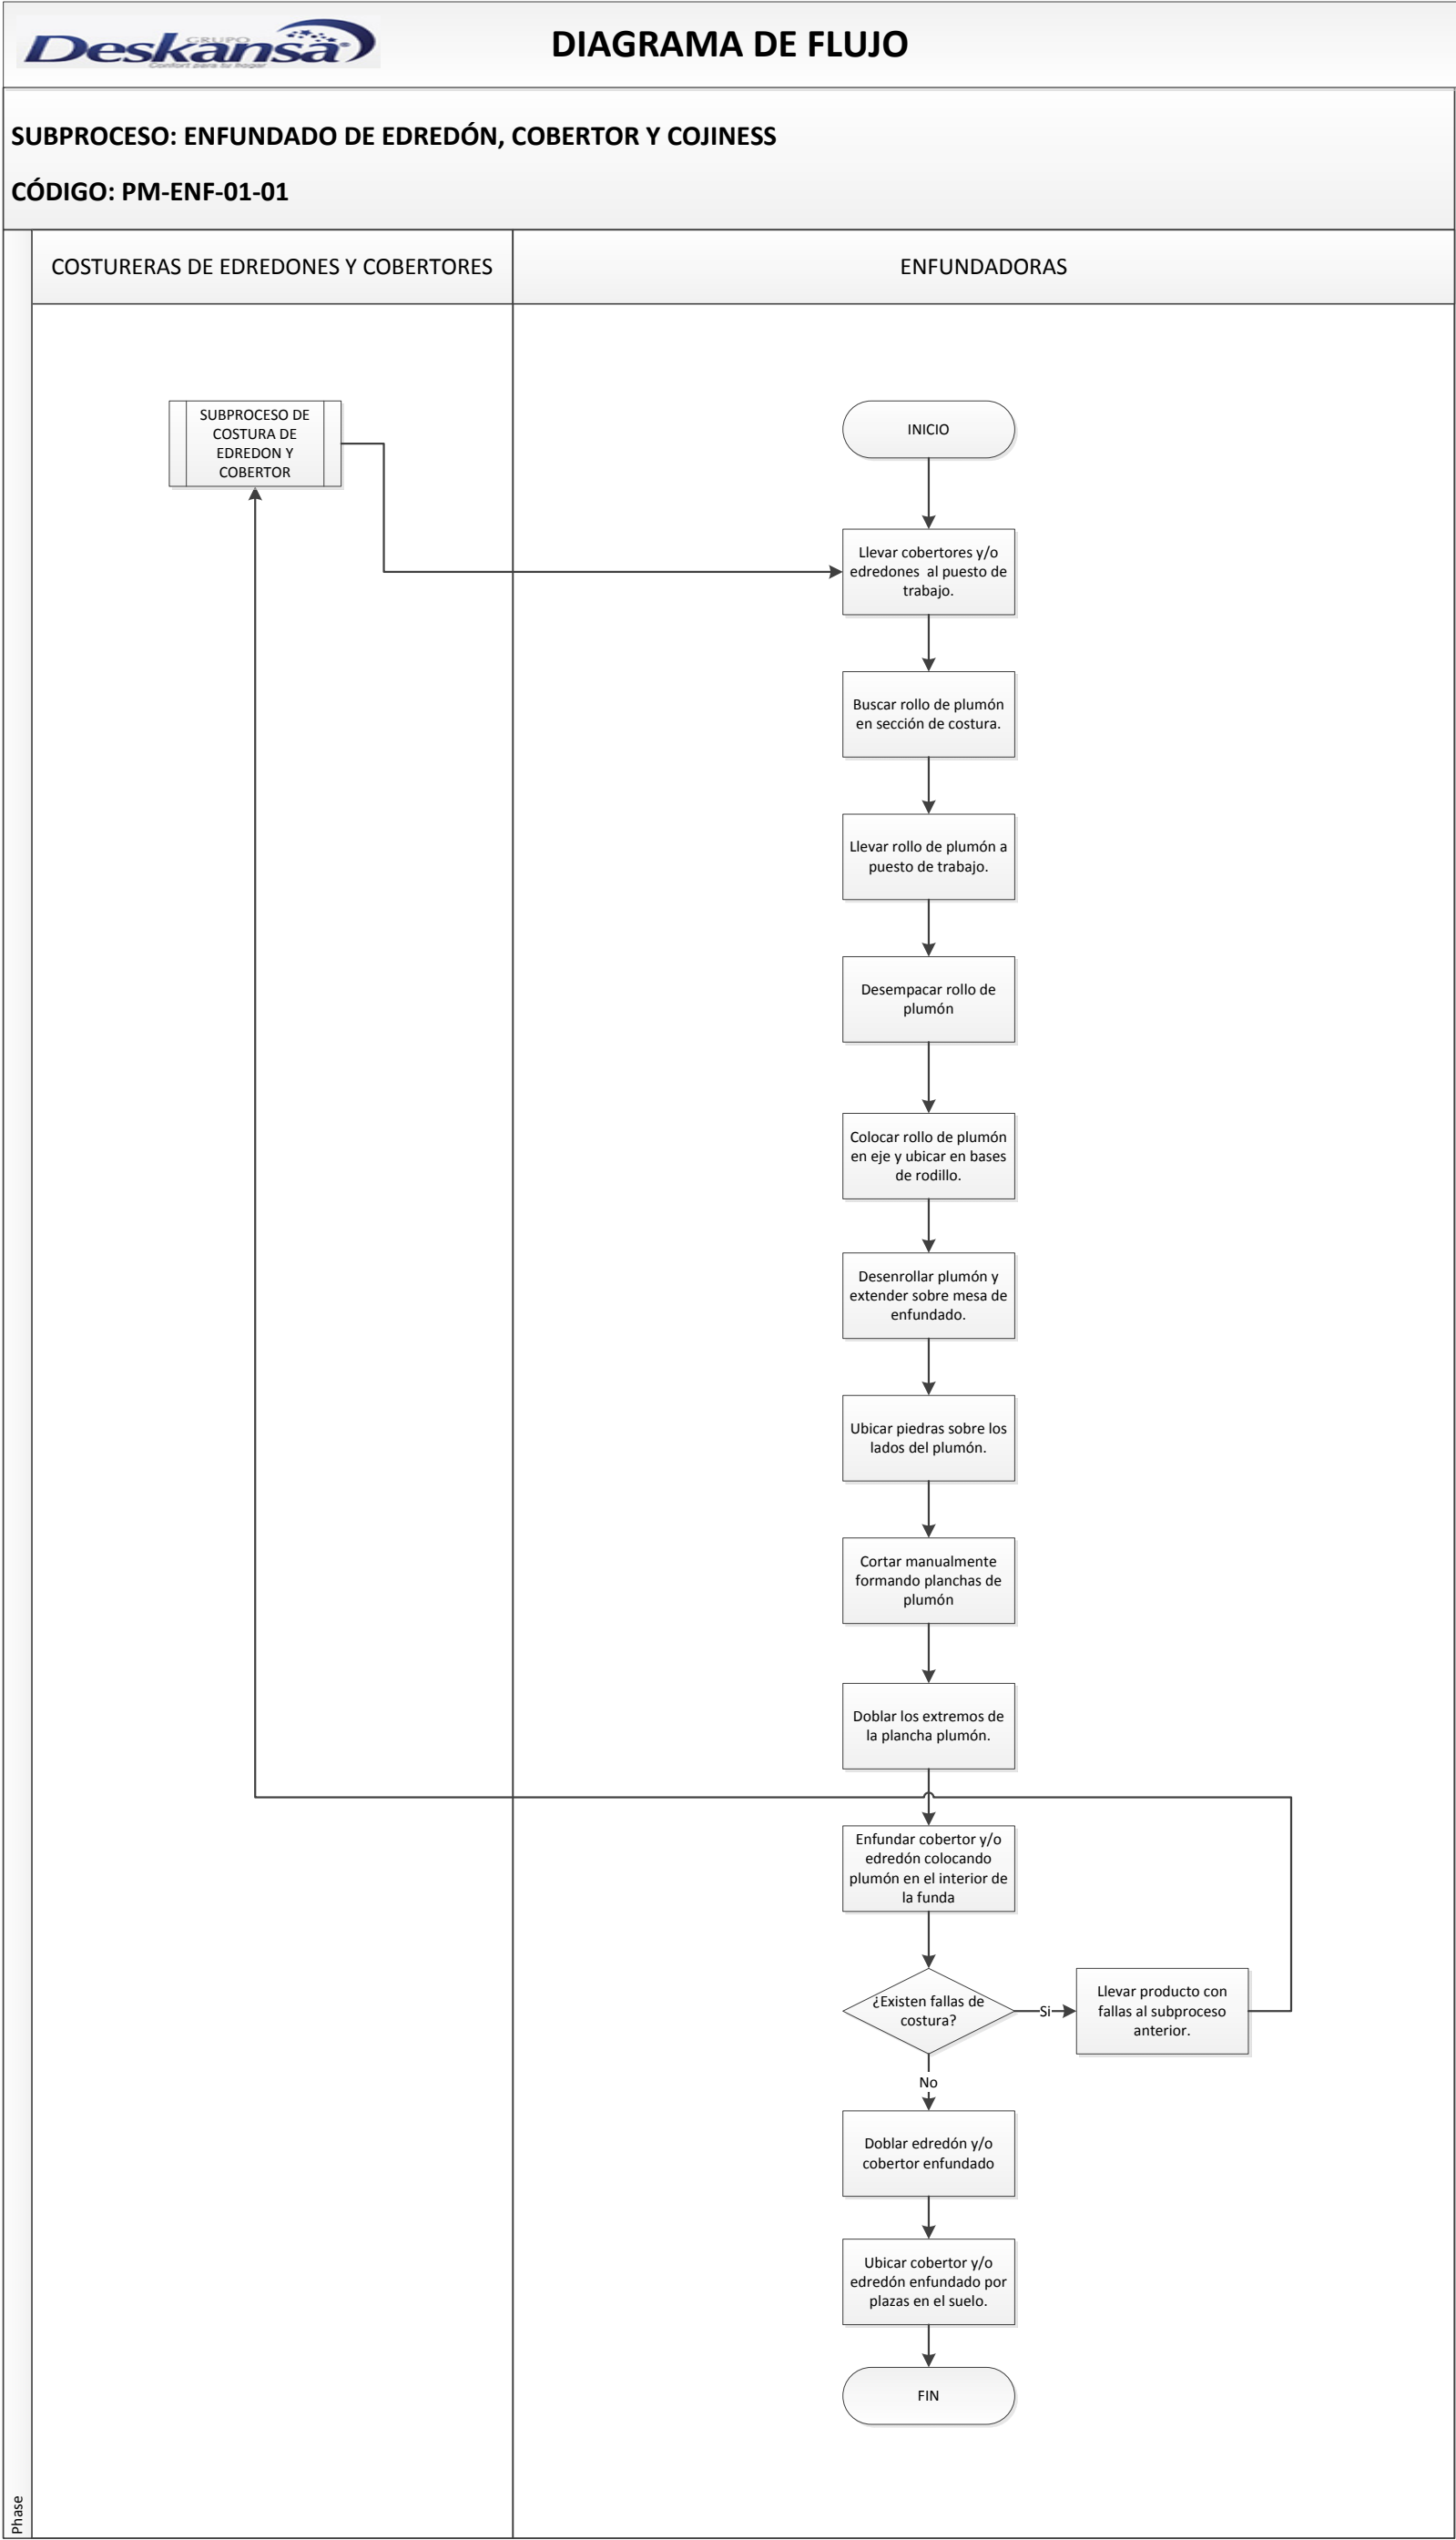 GRUPO
Deskansa
Confort para tu hogar
DIAGRAMA DE FLUJO
SUBPROCESO: ENFUNDADO DE EDREDÓN, COBERTOR Y COJINESS
CÓDIGO: PM-ENF-01-01
COSTURERAS DE EDREDONES Y COBERTORES
ENFUNDADORAS
SUBPROCESO DE
COSTURA DE
EDREDON Y
COBERTOR
INICIO
Llevar cobertores y/o
edredones al puesto de
trabajo.
Buscar rollo de plumón
en sección de costura.
Llevar rollo de plumón a
puesto de trabajo.
Desempacar rollo de
plumón
Colocar rollo de plumón
en eje y ubicar en bases
de rodillo.
Desenrollar plumón y
extender sobre mesa de
enfundado.
Ubicar piedras sobre los
lados del plumón.
Cortar manualmente
formando planchas de
plumón
Doblar los extremos de
la plancha plumón.
Enfundar cobertor y/o
edredón colocando
plumón en el interior de
la funda
¿Existen fallas de
costura?
Si
Llevar producto con
fallas al subproceso
anterior.
No
Doblar edredón y/o
cobertor enfundado
Ubicar cobertor y/o
edredón enfundado por
plazas en el suelo.
FIN
Phase